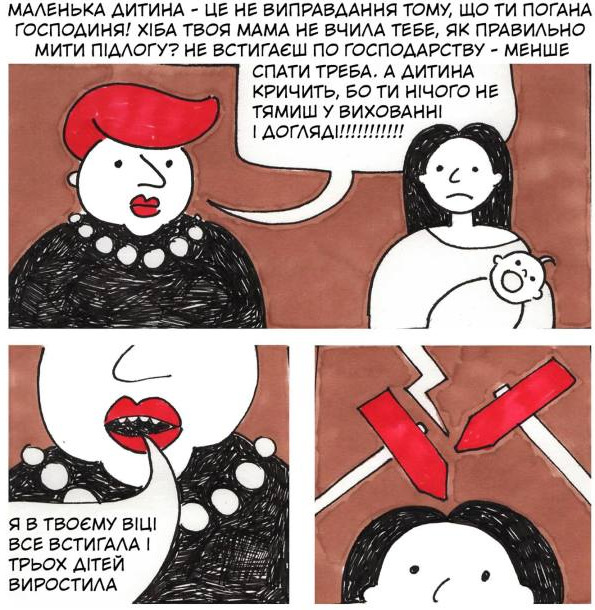 МАЛЕНЬКА ДИТИНА - ЦЕ НЕ ВИПРАВДАННЯ ТОМУ, ЩО ТИ ПОГАНА
ГОСПОДИНЯ! ХІБА ТВОЯ МАМА НЕ ВЧИЛА ТЕБЕ, ЯК ПРАВИЛЬНО
МИТИ ПІДЛОГУ? НЕ ВСТИГАЄШ ПО ГОСПОДАРСТВУ - МЕНШЕ
СПАТИ ТРЕБА. А ДИТИНА
КРИЧИТЬ, БО ТИ НІЧОГО НЕ
ТЯМИШ У ВИХОВАННІ
І ДОГЛЯДІ!!!!!!!!!!!
Я В ТВОЄМУ ВІЦІ
ВСЕ ВСТИГАЛА І
ТРЬОХ ДІТЕЙ
ВИРОСТИЛА